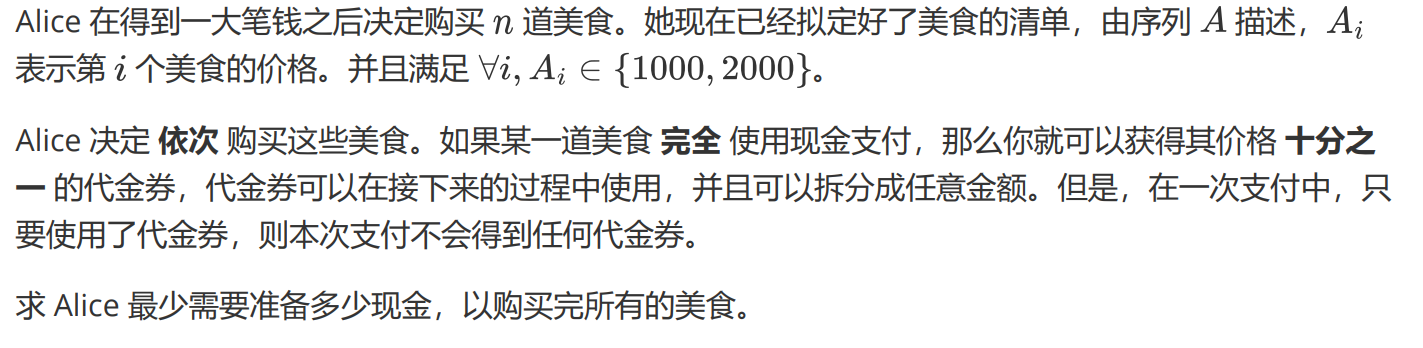 Alice 在得到一大笔钱之后决定购买 n 道美食。她现在已经拟定好了美食的清单，由序列 A 描述，A_i
表示第 i 个美食的价格。并且满足 ∀i, A_i ∈ {1000, 2000}。
Alice 决定 依次 购买这些美食。如果某一道美食 完全 使用现金支付，那么你就可以获得其价格 十分之
一 的代金券，代金券可以在接下来的过程中使用，并且可以拆分成任意金额。但是，在一次支付中，只
要使用了代金券，则本次支付不会得到任何代金券。
求 Alice 最少需要准备多少现金，以购买完所有的美食。